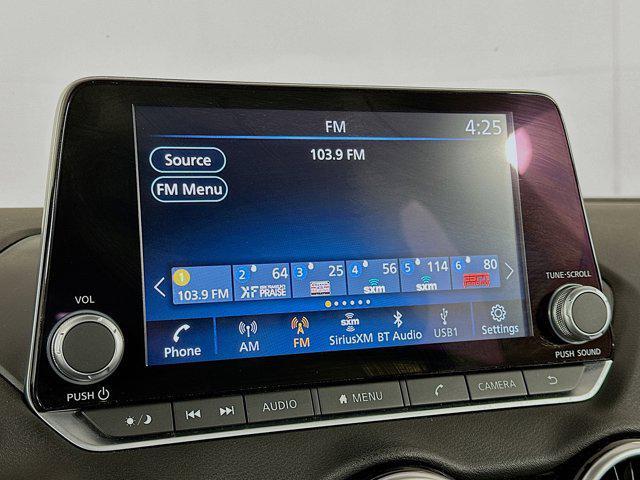 FM
4:25
Source
103.9 FM
FM Menu
1
103.9 FM
2 64
PRAISE
3 25
4 56
sxm
5 114
sxm
6 80
Phone
AM
FM
sxm
SiriusXM
BT Audio
USB1
Settings
VOL
PUSH
TUNE·SCROLL
PUSH SOUND
AUDIO
MENU
CAMERA